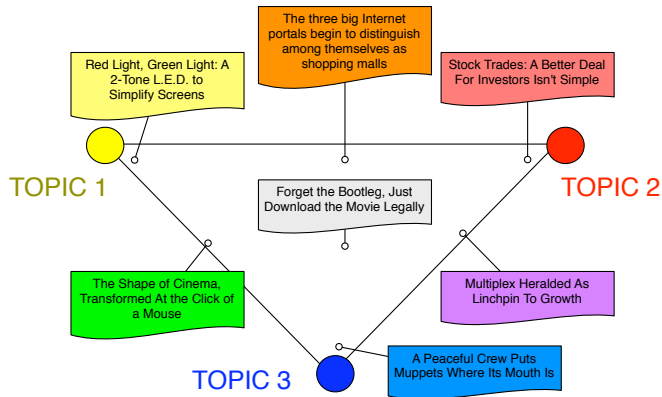 The three big Internet
portals begin to distinguish
among themselves as
shopping malls
Red Light, Green Light: A
2-Tone L.E.D. to
Simplify Screens
Stock Trades: A Better Deal
For Investors Isn't Simple
TOPIC 1
TOPIC 2
Forget the Bootleg, Just
Download the Movie Legally
The Shape of Cinema,
Transformed At the Click of
a Mouse
Multiplex Heralded As
Linchpin To Growth
TOPIC 3
A Peaceful Crew Puts
Muppets Where Its Mouth Is